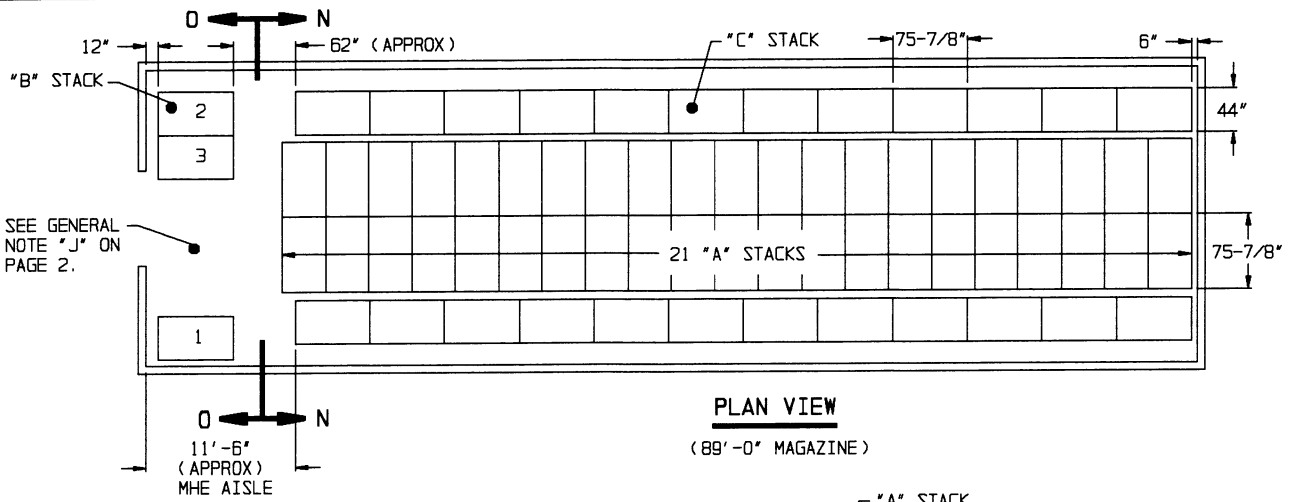 O N
12"
62" (APPROX)
"C" STACK
75-7/8"
6"
"B" STACK
2
44"
3
SEE GENERAL
NOTE "J" ON
PAGE 2.
21 "A" STACKS
75-7/8"
1
O N
PLAN VIEW
(89'-0" MAGAZINE)
11'-6"
(APPROX)
MHE AISLE
"A" STACK